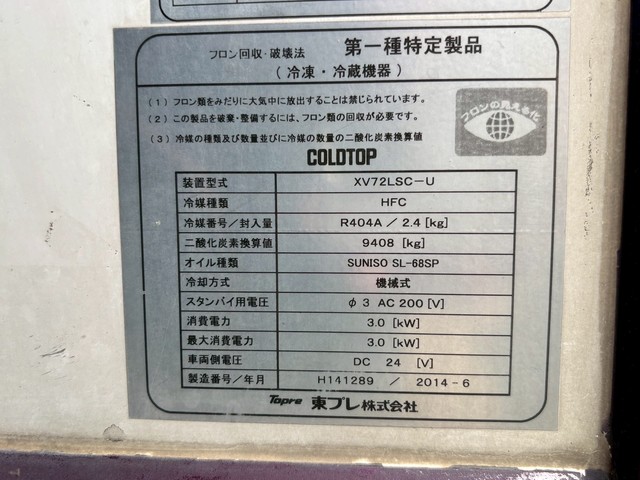 フロン回収・破壊法 第一種特定製品
(冷凍・冷蔵機器)
(1) フロン類をみだりに大気中に放出することは禁じられています。
(2) この製品を廃棄・整備するには、フロン類の回収が必要です。
(3) 冷媒の種類及び数量並びに冷媒の数量の二酸化炭素換算値
フロンの見える化
COLDTOP
装置型式 XV72LSC-U
冷媒種類 HFC
冷媒番号/封入量 R404A / 2.4 [kg]
二酸化炭素換算値 9408 [kg]
オイル種類 SUNISO SL-68SP
冷却方式 機械式
スタンバイ用電圧 φ3 AC 200 [V]
消費電力 3.0 [kW]
最大消費電力 3.0 [kW]
車両側電圧 DC 24 [V]
製造番号/年月 H141289 / 2014-6
Topre 東プレ株式会社